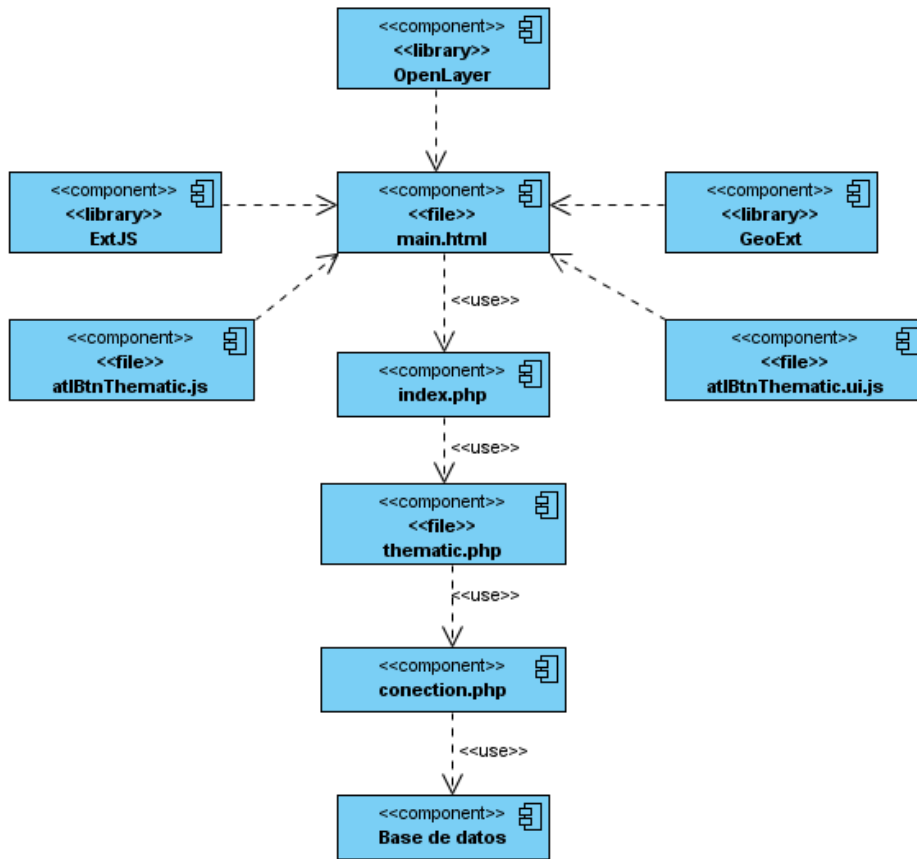 <<component>>
<<library>>
OpenLayer
<<component>>
<<library>>
ExtJS
<<component>>
<<file>>
main.html
<<component>>
<<library>>
GeoExt
<<use>>
<<component>>
<<file>>
atlBtnThematic.js
<<component>>
<<file>>
atlBtnThematic.ui.js
<<component>>
index.php
<<use>>
<<component>>
<<file>>
thematic.php
<<use>>
<<component>>
conection.php
<<use>>
<<component>>
Base de datos